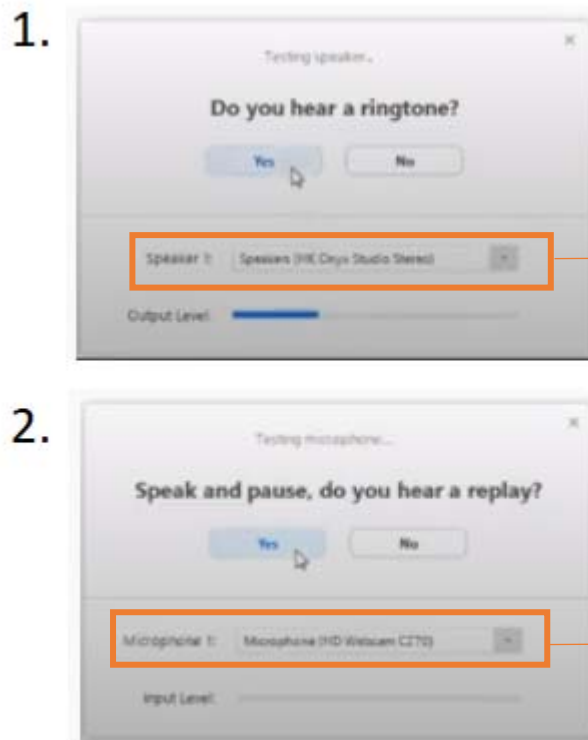 1.
Testing speaker...
Do you hear a ringtone?
Yes No
Speaker 1: Speakers (HK Onyx Studio Stereo)
Output Level:
2.
Testing microphone...
Speak and pause, do you hear a replay?
Yes No
Microphone 1: Microphone (HD Webcam C270)
Input Level: